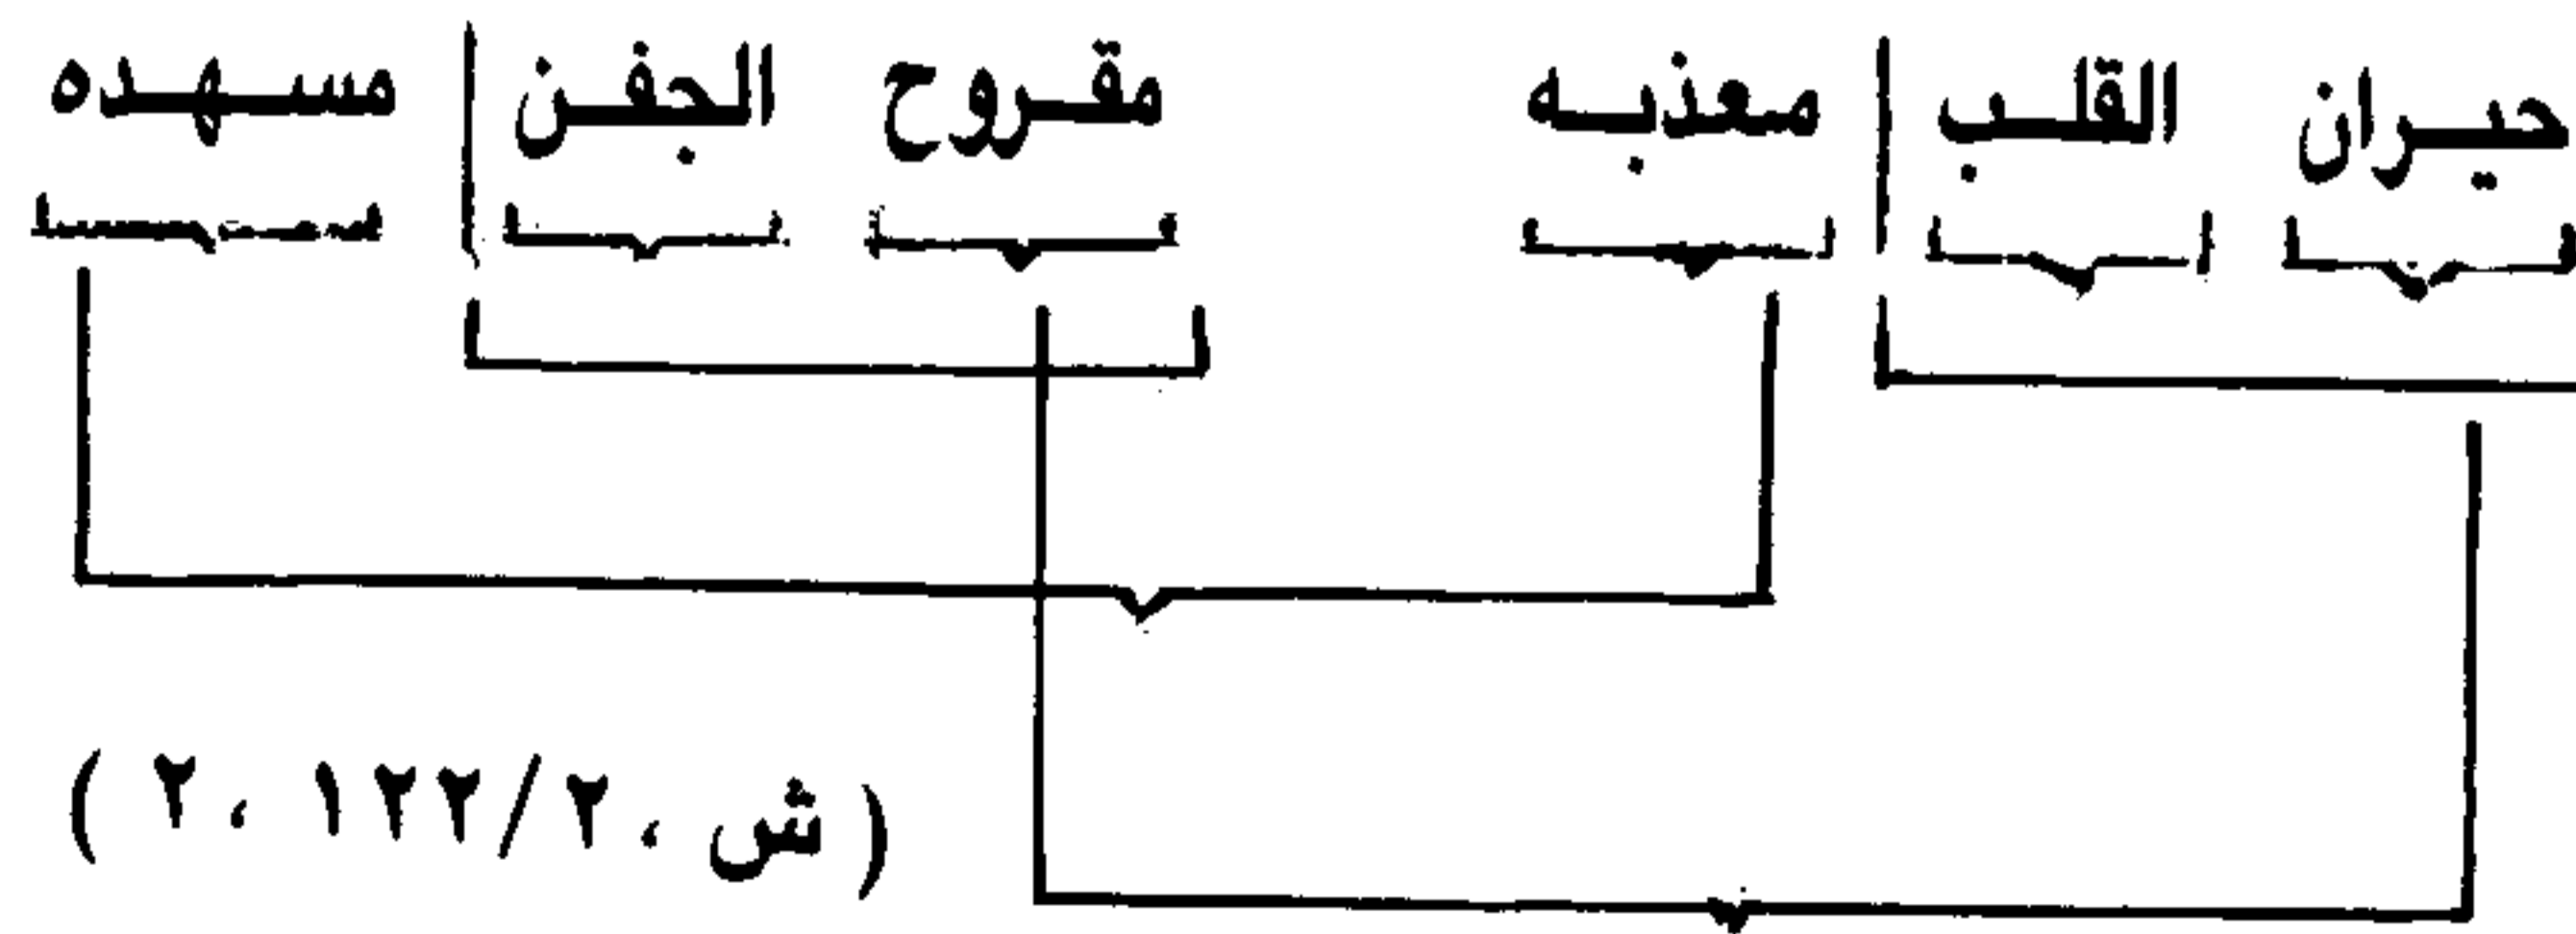 حيران القلب معذبه مقروح الجفن مسهده
( ش ، ٢/١٢٢ ، ٢ )